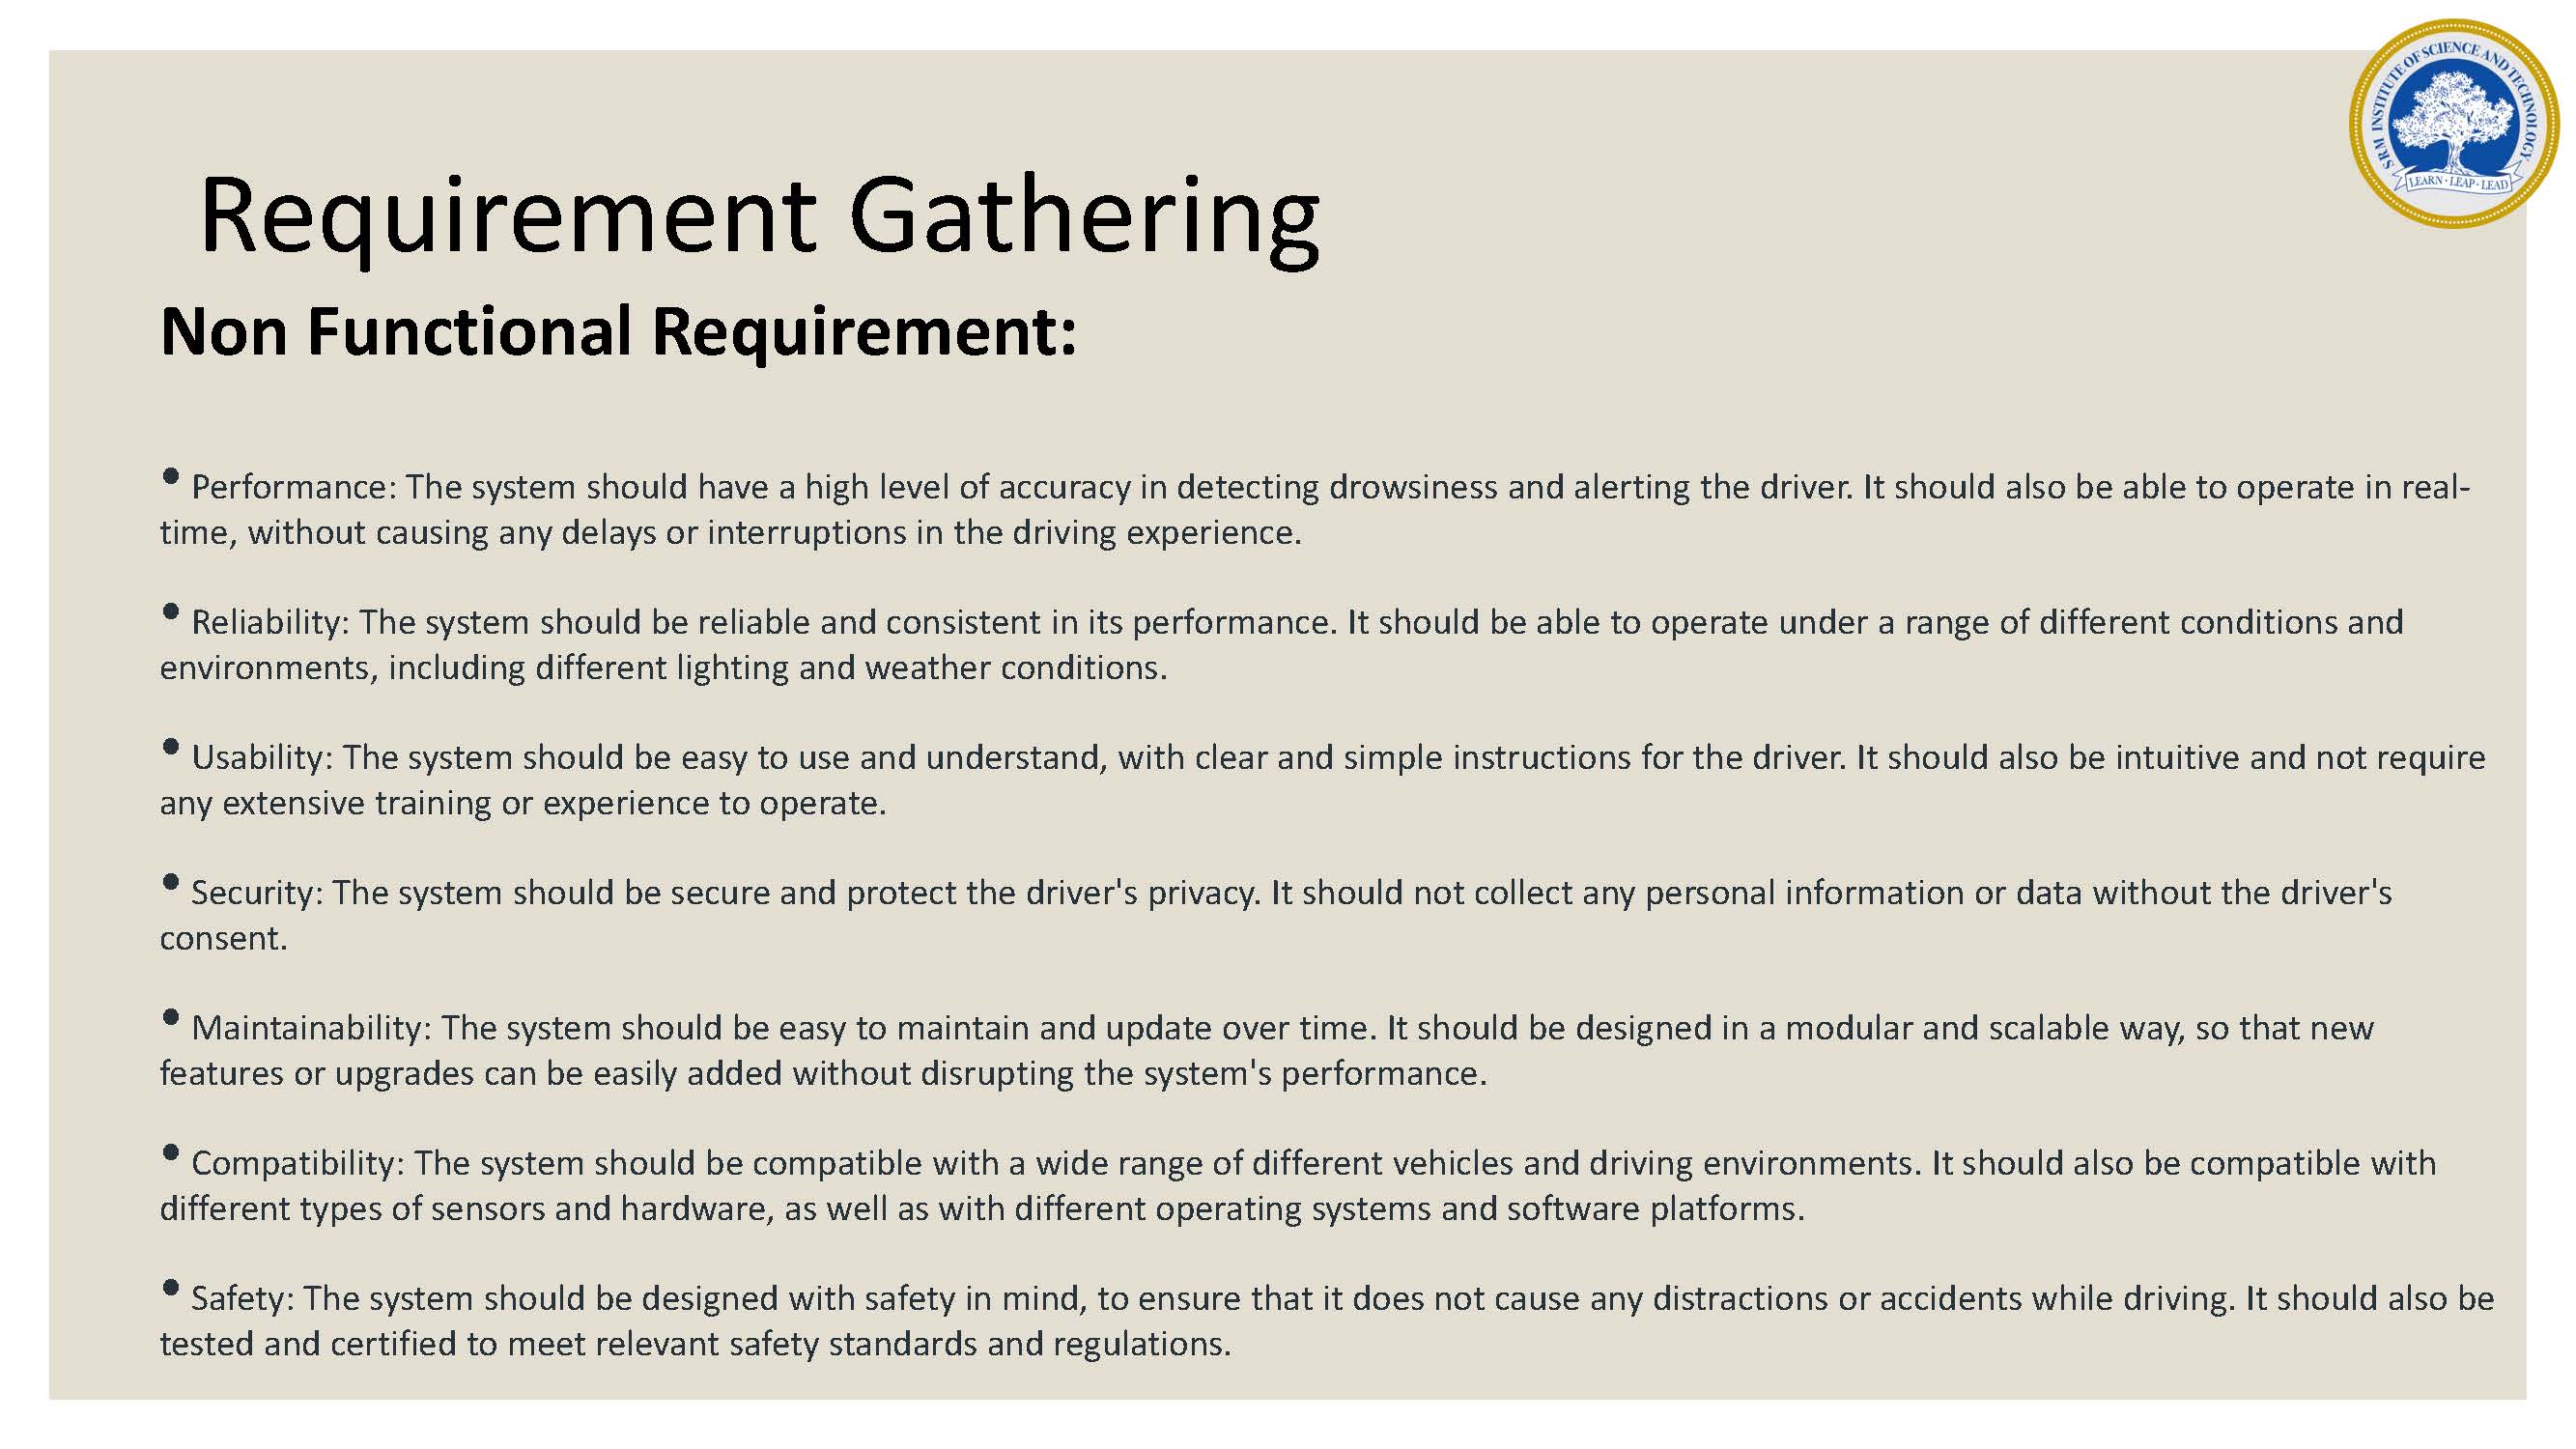 SRM INSTITUTE OF SCIENCE AND TECHNOLOGY
LEARN · LEAP · LEAD
Requirement Gathering
Non Functional Requirement:
• Performance: The system should have a high level of accuracy in detecting drowsiness and alerting the driver. It should also be able to operate in real-
time, without causing any delays or interruptions in the driving experience.
• Reliability: The system should be reliable and consistent in its performance. It should be able to operate under a range of different conditions and
environments, including different lighting and weather conditions.
• Usability: The system should be easy to use and understand, with clear and simple instructions for the driver. It should also be intuitive and not require
any extensive training or experience to operate.
• Security: The system should be secure and protect the driver's privacy. It should not collect any personal information or data without the driver's
consent.
• Maintainability: The system should be easy to maintain and update over time. It should be designed in a modular and scalable way, so that new
features or upgrades can be easily added without disrupting the system's performance.
• Compatibility: The system should be compatible with a wide range of different vehicles and driving environments. It should also be compatible with
different types of sensors and hardware, as well as with different operating systems and software platforms.
• Safety: The system should be designed with safety in mind, to ensure that it does not cause any distractions or accidents while driving. It should also be
tested and certified to meet relevant safety standards and regulations.